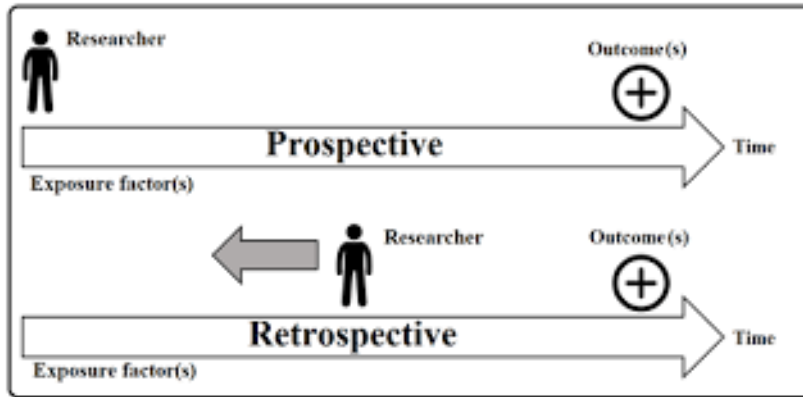 Researcher
Outcome(s)
Prospective
Time
Exposure factor(s)
Researcher
Outcome(s)
Retrospective
Time
Exposure factor(s)